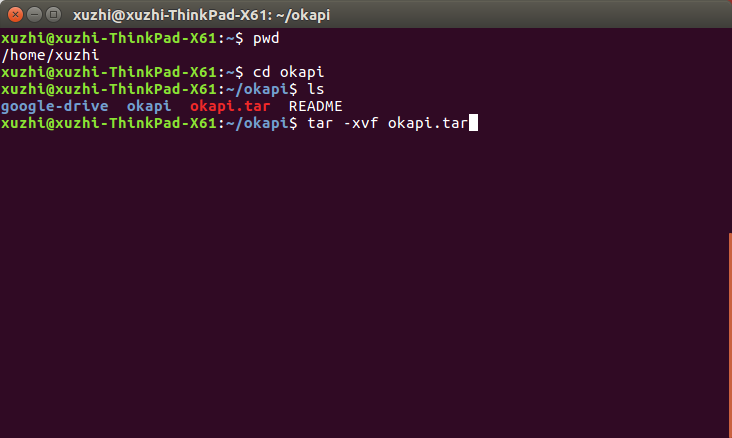 xuzhi@xuzhi-ThinkPad-X61: ~/okapi
xuzhi@xuzhi-ThinkPad-X61:~$ pwd
/home/xuzhi
xuzhi@xuzhi-ThinkPad-X61:~$ cd okapi
xuzhi@xuzhi-ThinkPad-X61:~/okapi$ ls
google-drive  okapi  okapi.tar  README
xuzhi@xuzhi-ThinkPad-X61:~/okapi$ tar -xvf okapi.tar